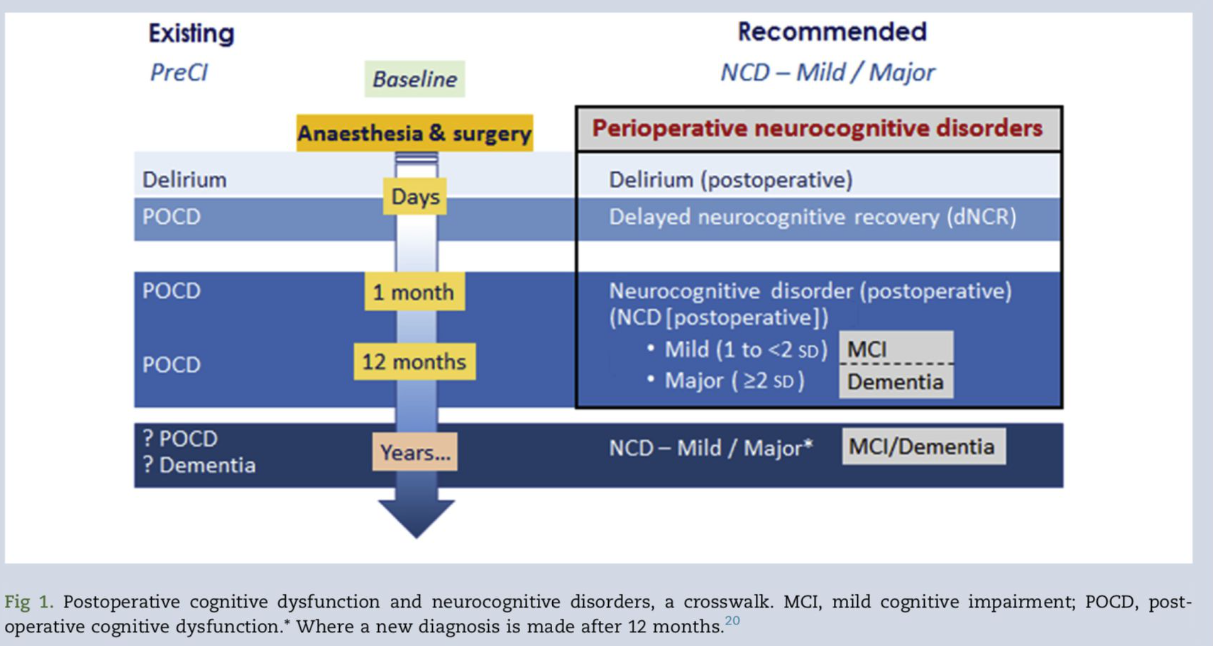 Existing
Recommended
PreCI
Baseline
NCD – Mild / Major
Anaesthesia & surgery
Perioperative neurocognitive disorders
Delirium
Days
Delirium (postoperative)
POCD
Delayed neurocognitive recovery (dNCR)
POCD
1 month
Neurocognitive disorder (postoperative)
(NCD [postoperative])
POCD
12 months
• Mild (1 to <2 SD)
MCI
• Major ( ≥2 SD )
Dementia
? POCD
? Dementia
Years...
NCD – Mild / Major*
MCI/Dementia
Fig 1. Postoperative cognitive dysfunction and neurocognitive disorders, a crosswalk. MCI, mild cognitive impairment; POCD, post-
operative cognitive dysfunction.* Where a new diagnosis is made after 12 months.20